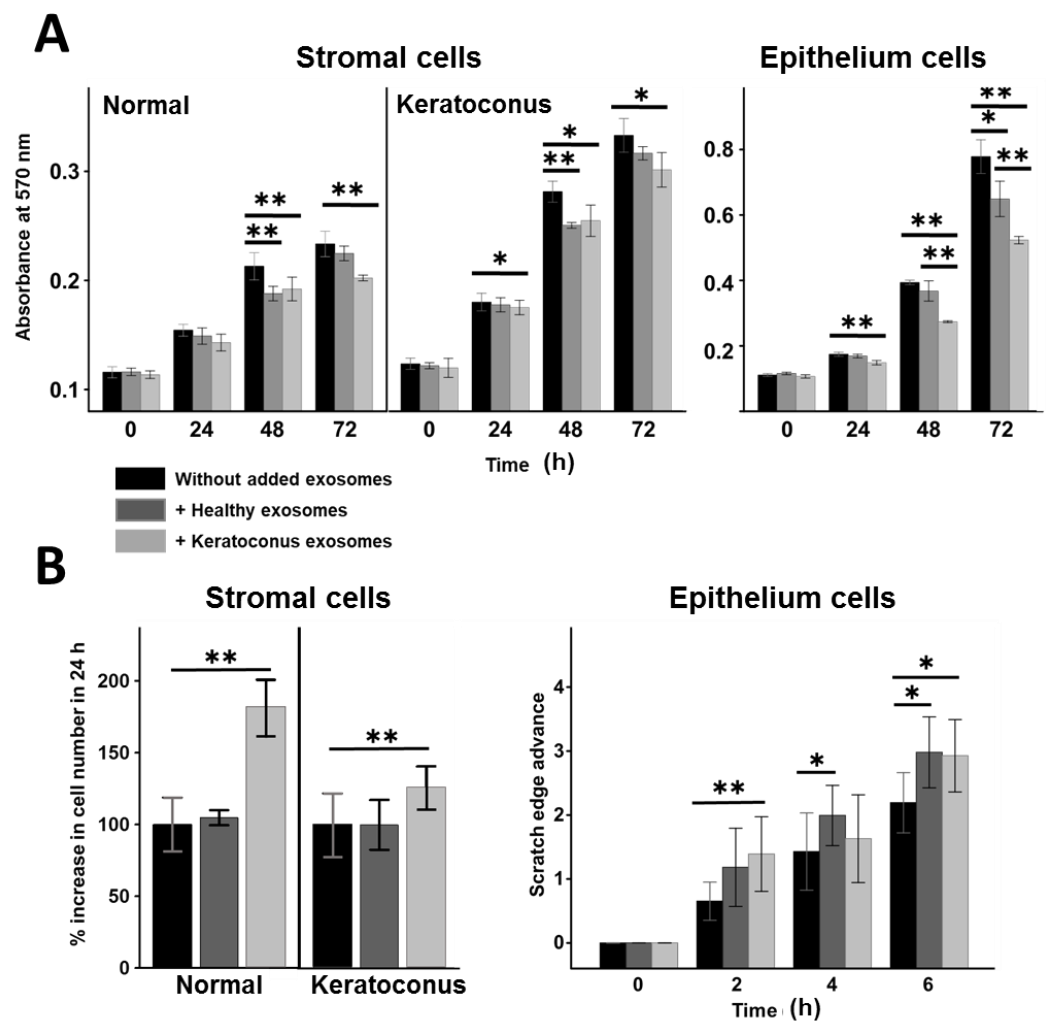 A
Stromal cells
Epithelium cells
Normal
Keratoconus
Absorbance at 570 nm
0.3
0.2
0.1
0.8
0.6
0.4
0.2
** ** ** * * ** * ** ** ** ** * **
0 24 48 72 0 24 48 72 0 24 48 72
Time (h)
Without added exosomes
+ Healthy exosomes
+ Keratoconus exosomes
B
Stromal cells
Epithelium cells
% increase in cell number in 24 h
200
150
100
50
0
** **
Normal Keratoconus
Scratch edge advance
4
3
2
1
0
** * * *
0 2 4 6
Time (h)